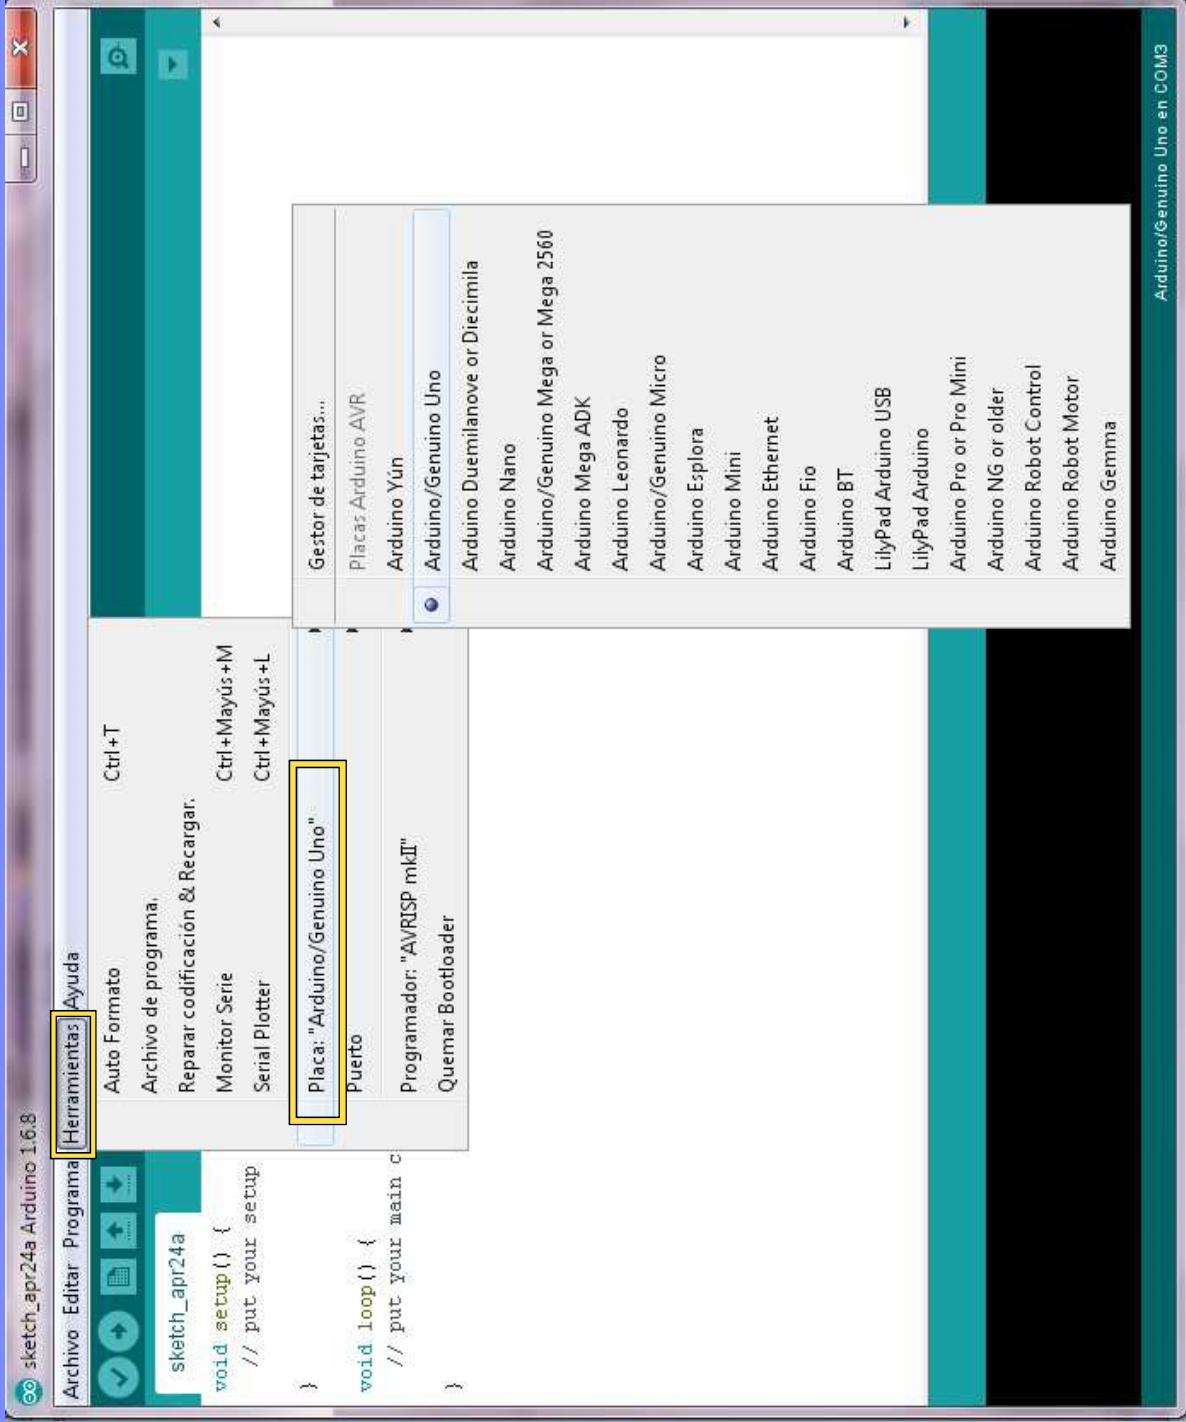 sketch_apr24a Arduino 1.6.8
Archivo Editar Programa Herramientas Ayuda
sketch_apr24a
void setup() {
// put your setup
}
void loop() {
// put your main c
}
Auto Formato Ctrl+T
Archivo de programa.
Reparar codificación & Recargar.
Monitor Serie Ctrl+Mayús+M
Serial Plotter Ctrl+Mayús+L
Placa: "Arduino/Genuino Uno"
Puerto
Programador: "AVRISP mkII"
Quemar Bootloader
Gestor de tarjetas...
Placas Arduino AVR
Arduino Yún
Arduino/Genuino Uno
Arduino Duemilanove or Diecimila
Arduino Nano
Arduino/Genuino Mega or Mega 2560
Arduino Mega ADK
Arduino Leonardo
Arduino/Genuino Micro
Arduino Esplora
Arduino Mini
Arduino Ethernet
Arduino Fio
Arduino BT
LilyPad Arduino USB
LilyPad Arduino
Arduino Pro or Pro Mini
Arduino NG or older
Arduino Robot Control
Arduino Robot Motor
Arduino Gemma
Arduino/Genuino Uno en COM3